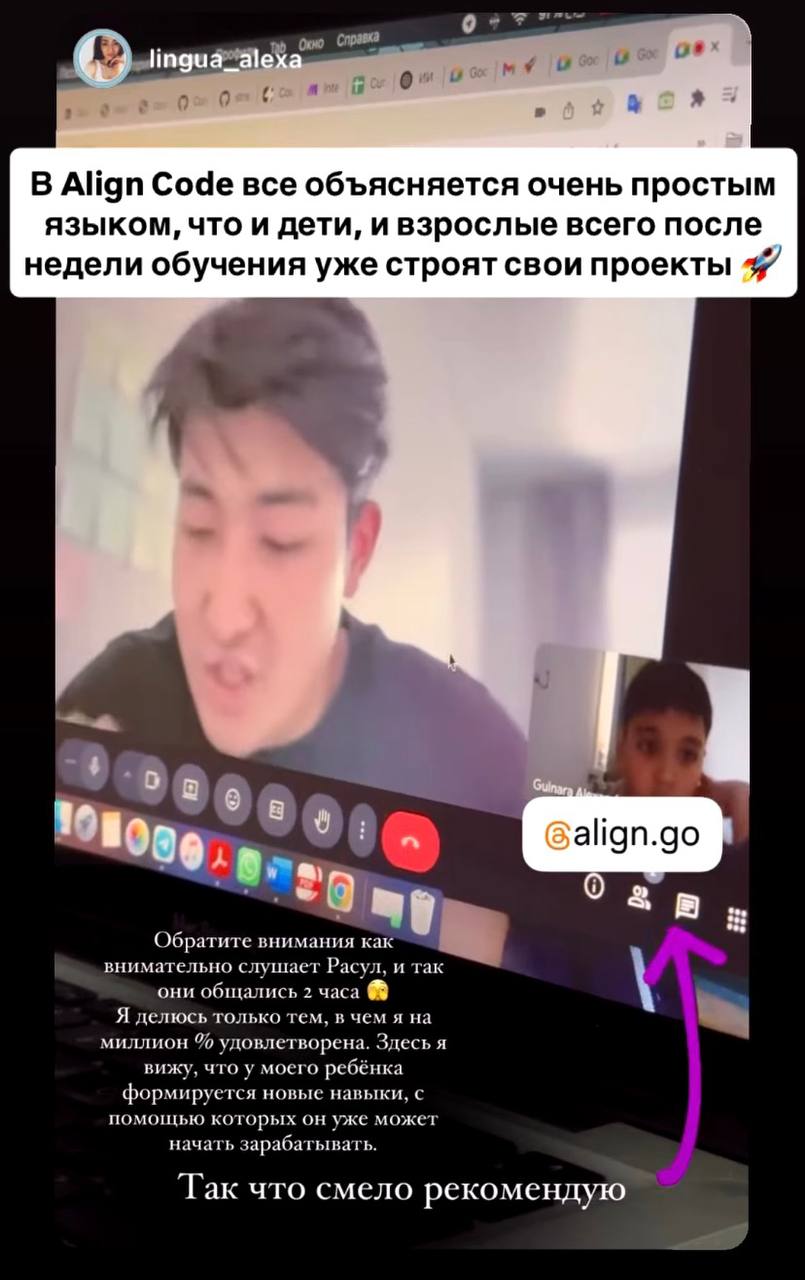 lingua_alexa
Окно Справка
В Align Code все объясняется очень простым
языком, что и дети, и взрослые всего после
недели обучения уже строят свои проекты 🚀
Gulnara
@align.go
Обратите внимания как
внимательно слушает Расул, и так
они общались 2 часа 🫣
Я делюсь только тем, в чем я на
миллион % удовлетворена. Здесь я
вижу, что у моего ребёнка
формируется новые навыки, с
помощью которых он уже может
начать зарабатывать.
Так что смело рекомендую